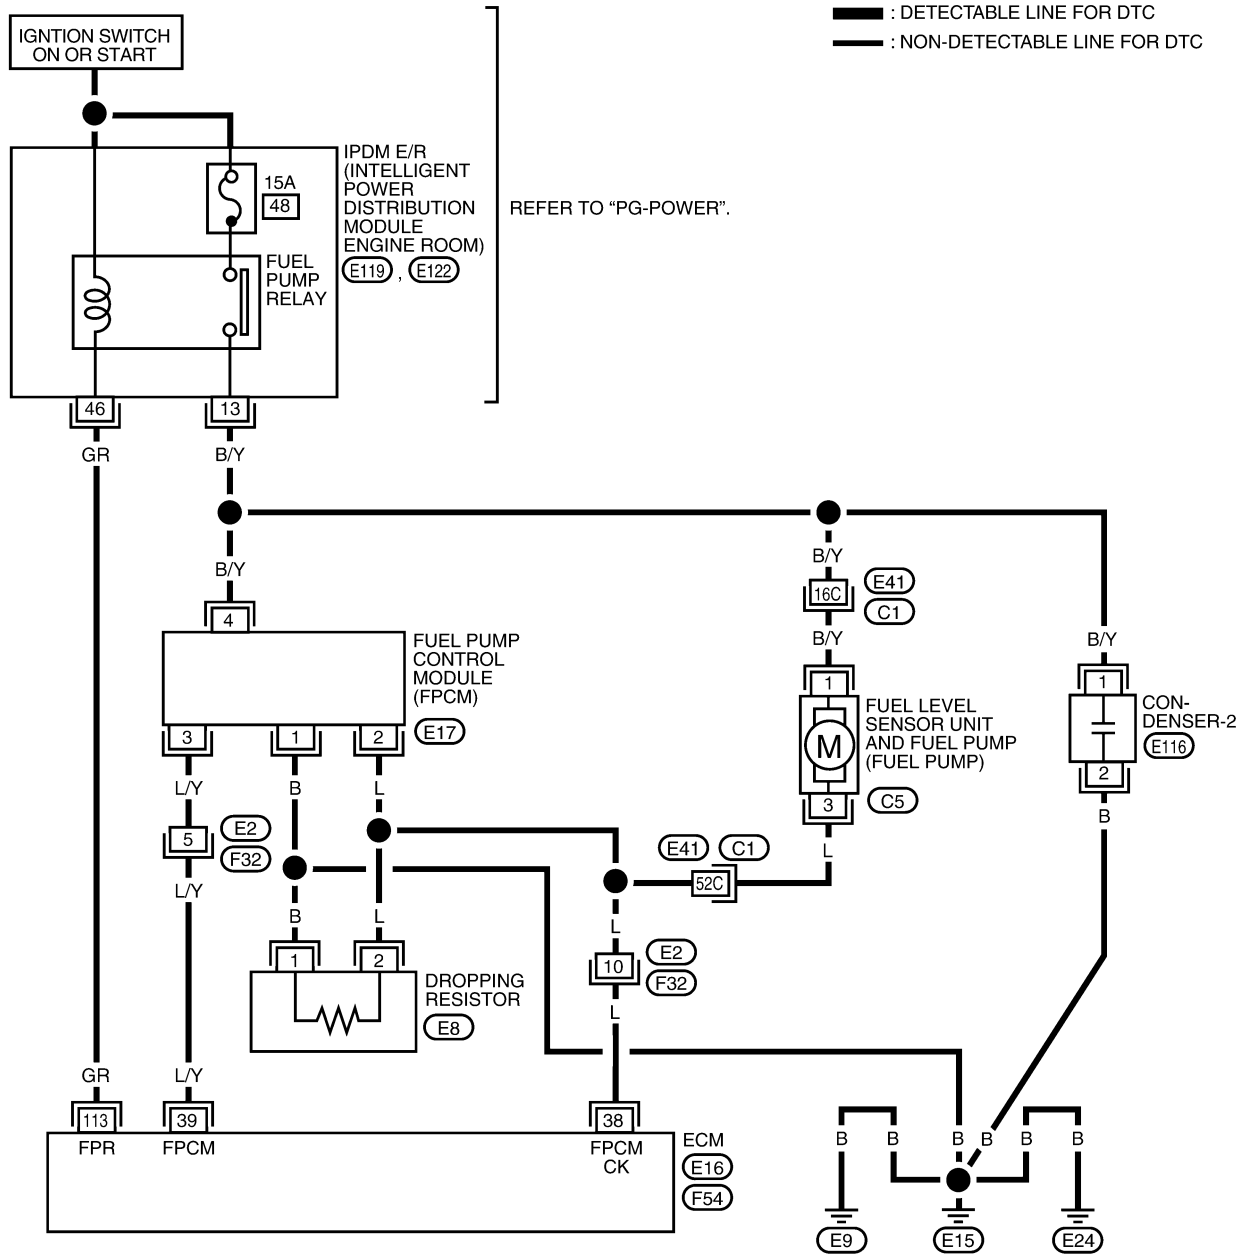 : DETECTABLE LINE FOR DTC
: NON-DETECTABLE LINE FOR DTC
IGNTION SWITCH
ON OR START
IPDM E/R
(INTELLIGENT
POWER
DISTRIBUTION
MODULE
ENGINE ROOM)
E119 , E122
15A
48
REFER TO “PG-POWER”.
FUEL
PUMP
RELAY
46
13
GR
B/Y
B/Y
4
FUEL PUMP
CONTROL
MODULE
(FPCM)
E17
3
1
2
B/Y
16C
E41
C1
B/Y
1
FUEL LEVEL
SENSOR UNIT
AND FUEL PUMP
(FUEL PUMP)
M
3
C5
B/Y
1
CON-
DENSER-2
E116
2
B
L/Y
B
L
5
E2
F32
L/Y
B
L
E41
C1
52C
L
L
10
E2
F32
L
1
2
DROPPING
RESISTOR
E8
GR
L/Y
113
39
38
FPR
FPCM
FPCM
CK
ECM
E16
F54
B
B
B
B
B
B
E9
E15
E24